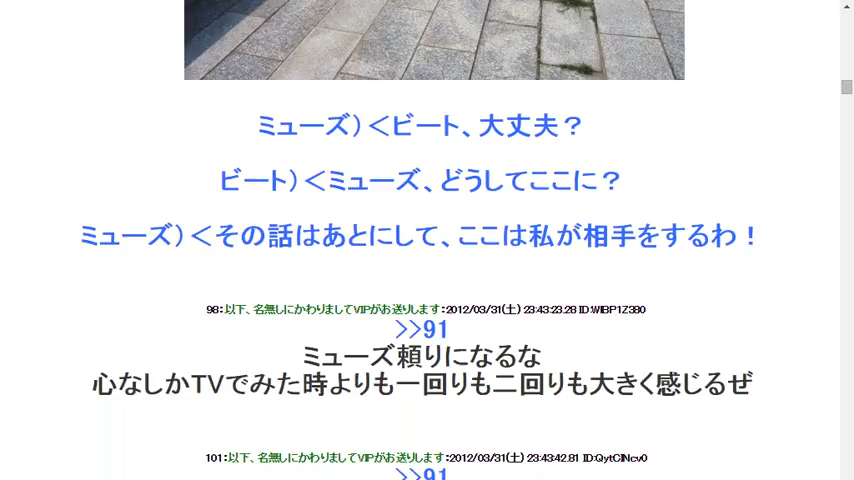 ミューズ)＜ビート、大丈夫？
ビート)＜ミューズ、どうしてここに？
ミューズ)＜その話はあとにして、ここは私が相手をするわ！
98：以下、名無しにかわりましてVIPがお送りします：2012/03/31(土) 23:43:23.28 ID:WIBP1Z380
>>91
ミューズ頼りになるな
心なしかTVでみた時よりも一回りも二回りも大きく感じるぜ
101：以下、名無しにかわりましてVIPがお送りします：2012/03/31(土) 23:43:42.81 ID:QytClNcv0
>>91